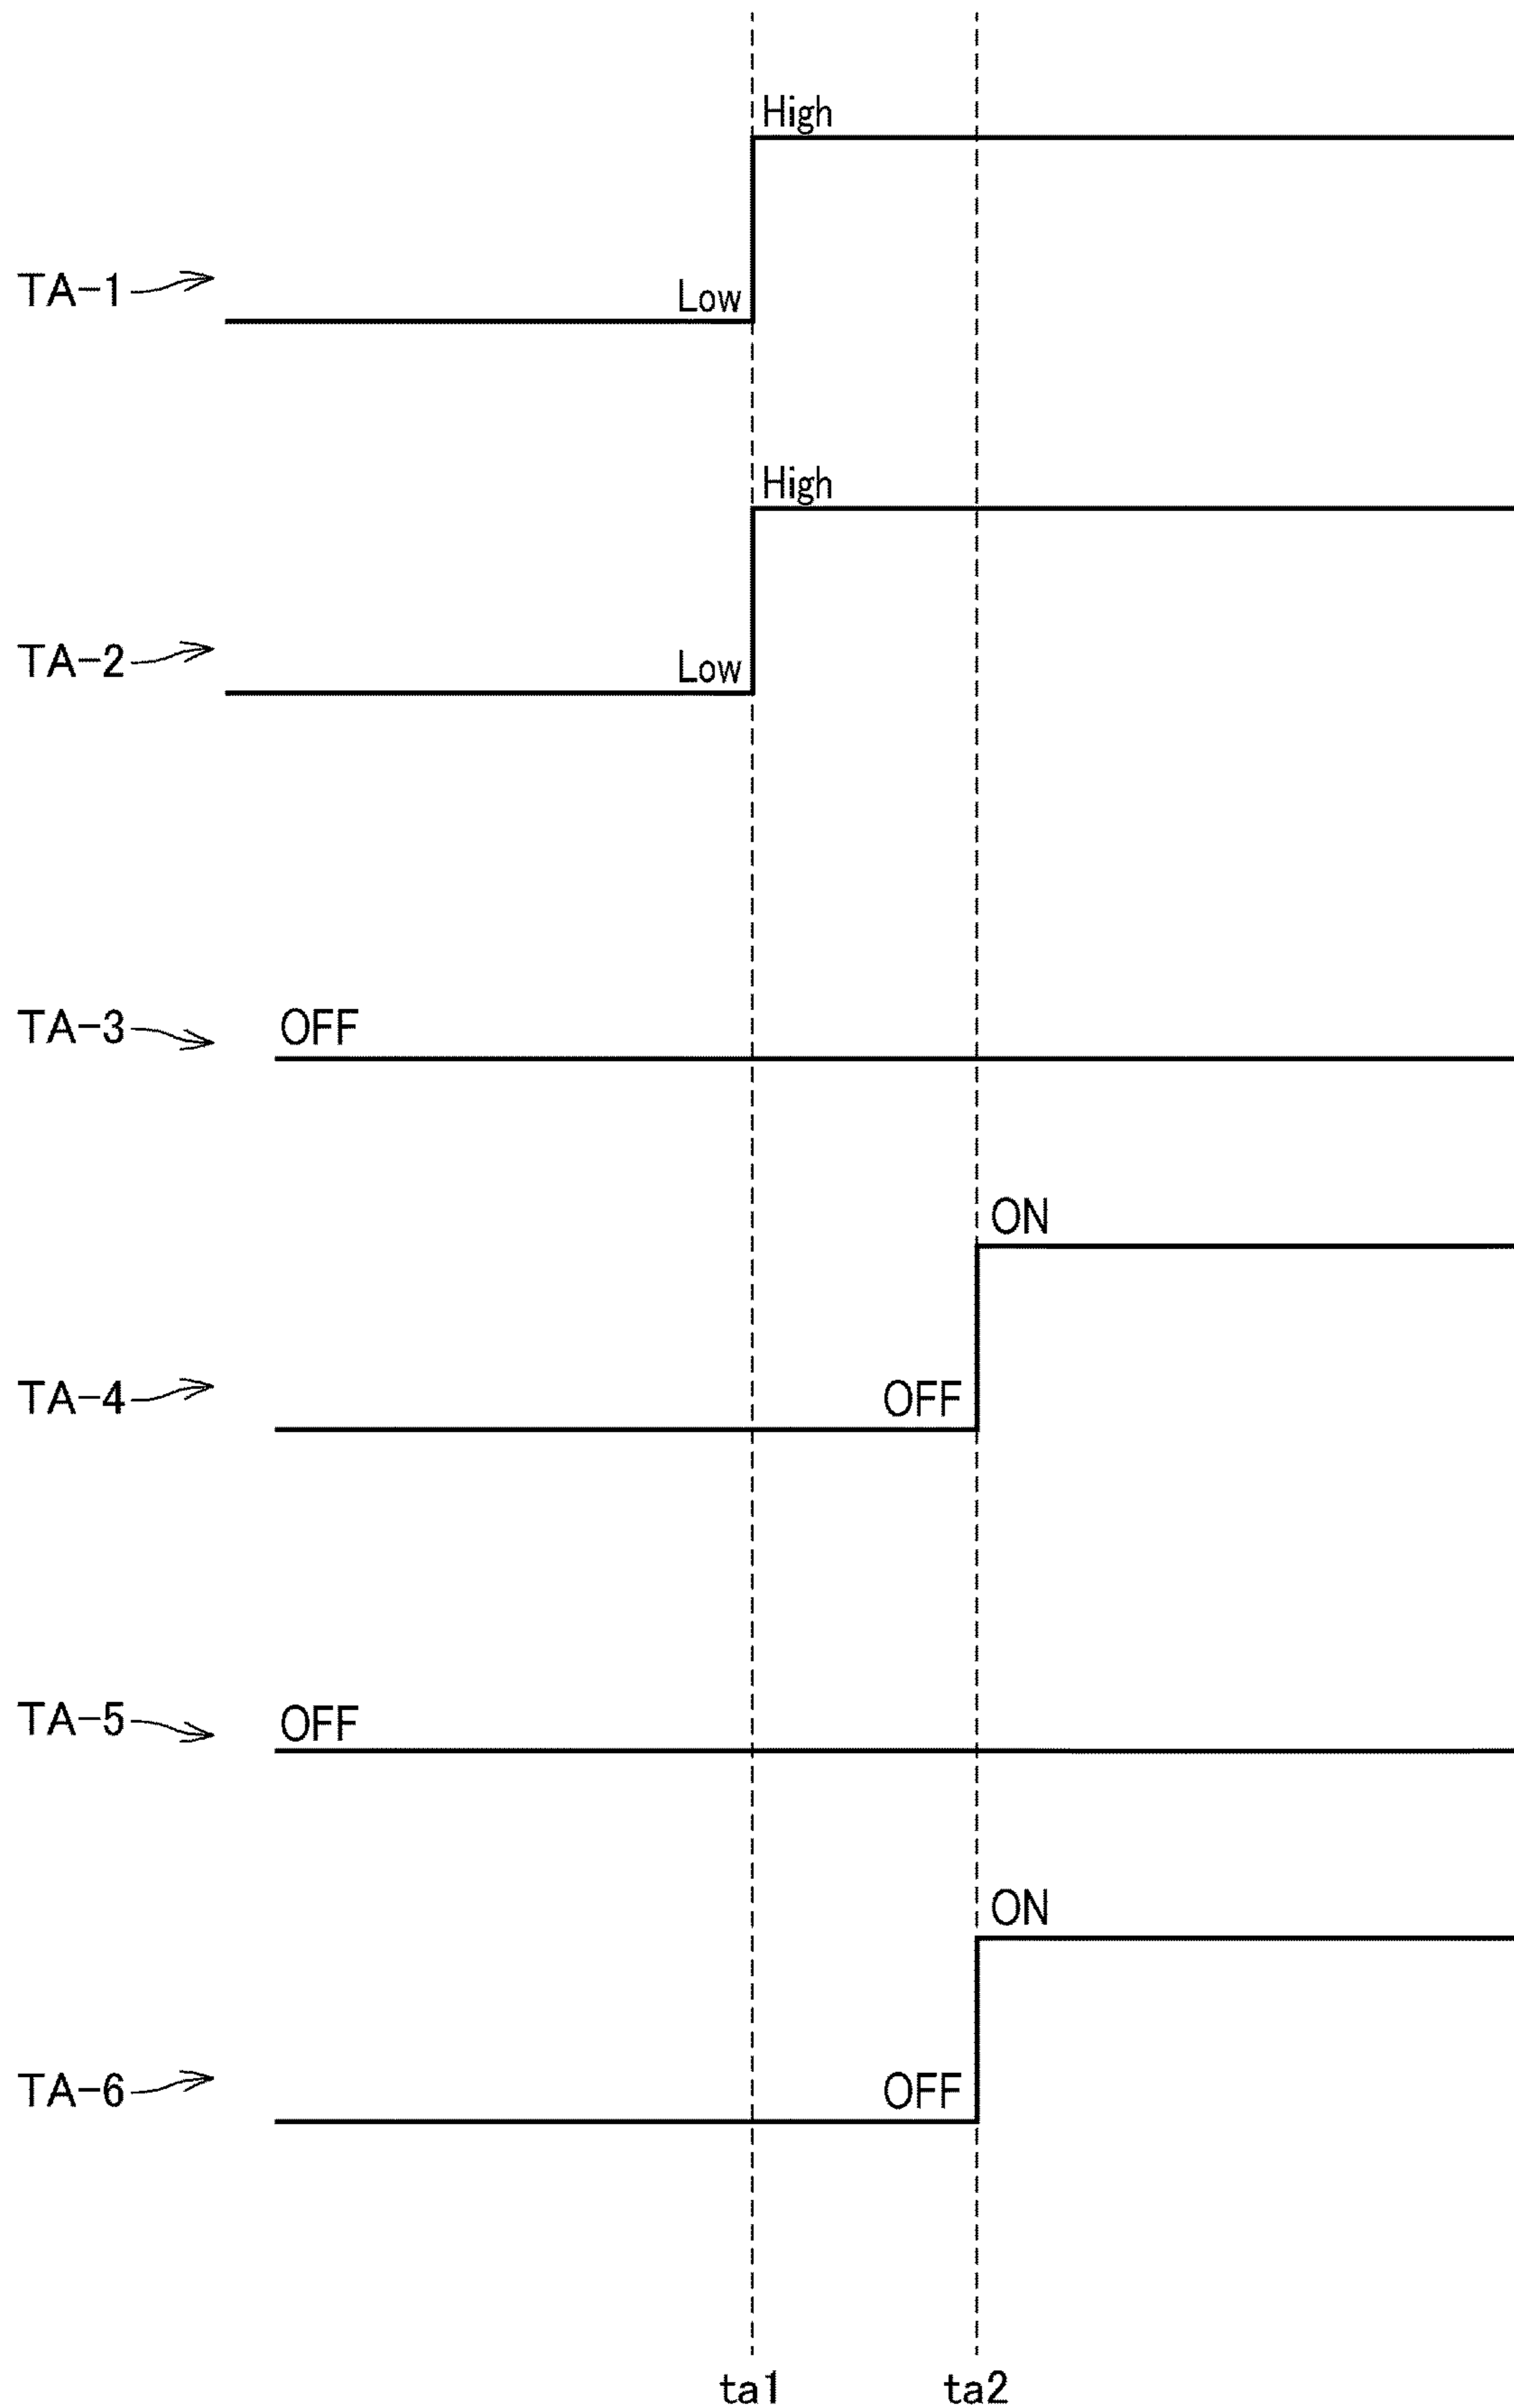 High
TA-1
Low
High
TA-2
Low
TA-3
OFF
ON
TA-4
OFF
TA-5
OFF
ON
TA-6
OFF
ta1
ta2